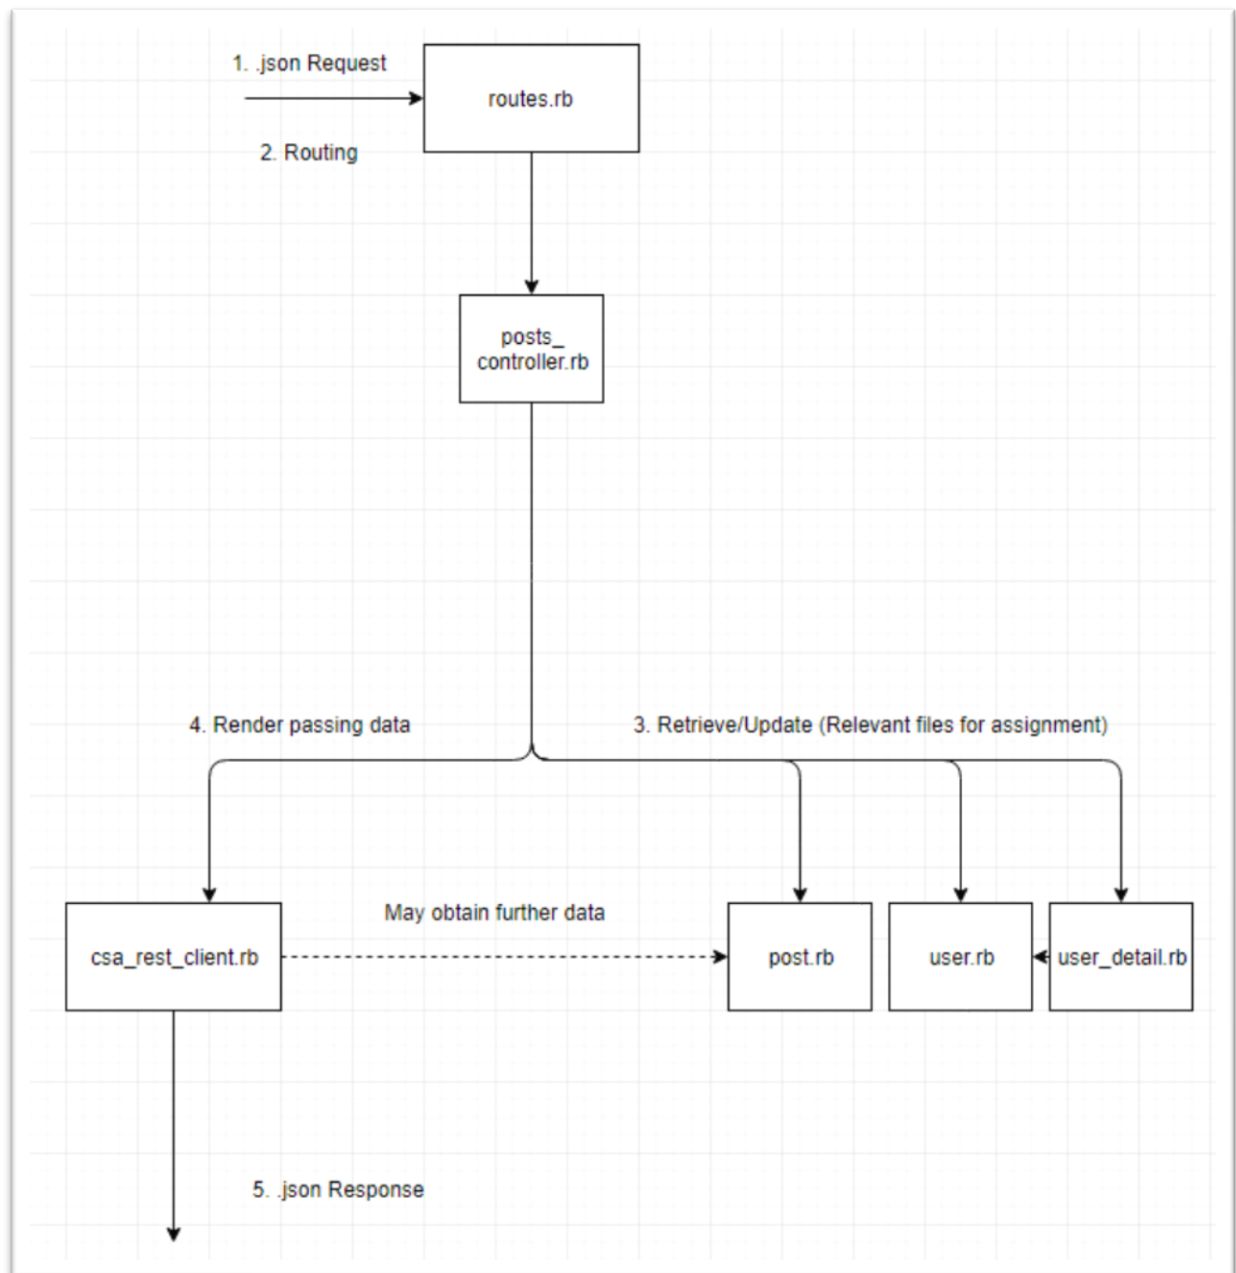 1. .json Request
routes.rb
2. Routing
posts_
controller.rb
4. Render passing data
3. Retrieve/Update (Relevant files for assignment)
May obtain further data
csa_rest_client.rb
post.rb
user.rb
user_detail.rb
5. .json Response